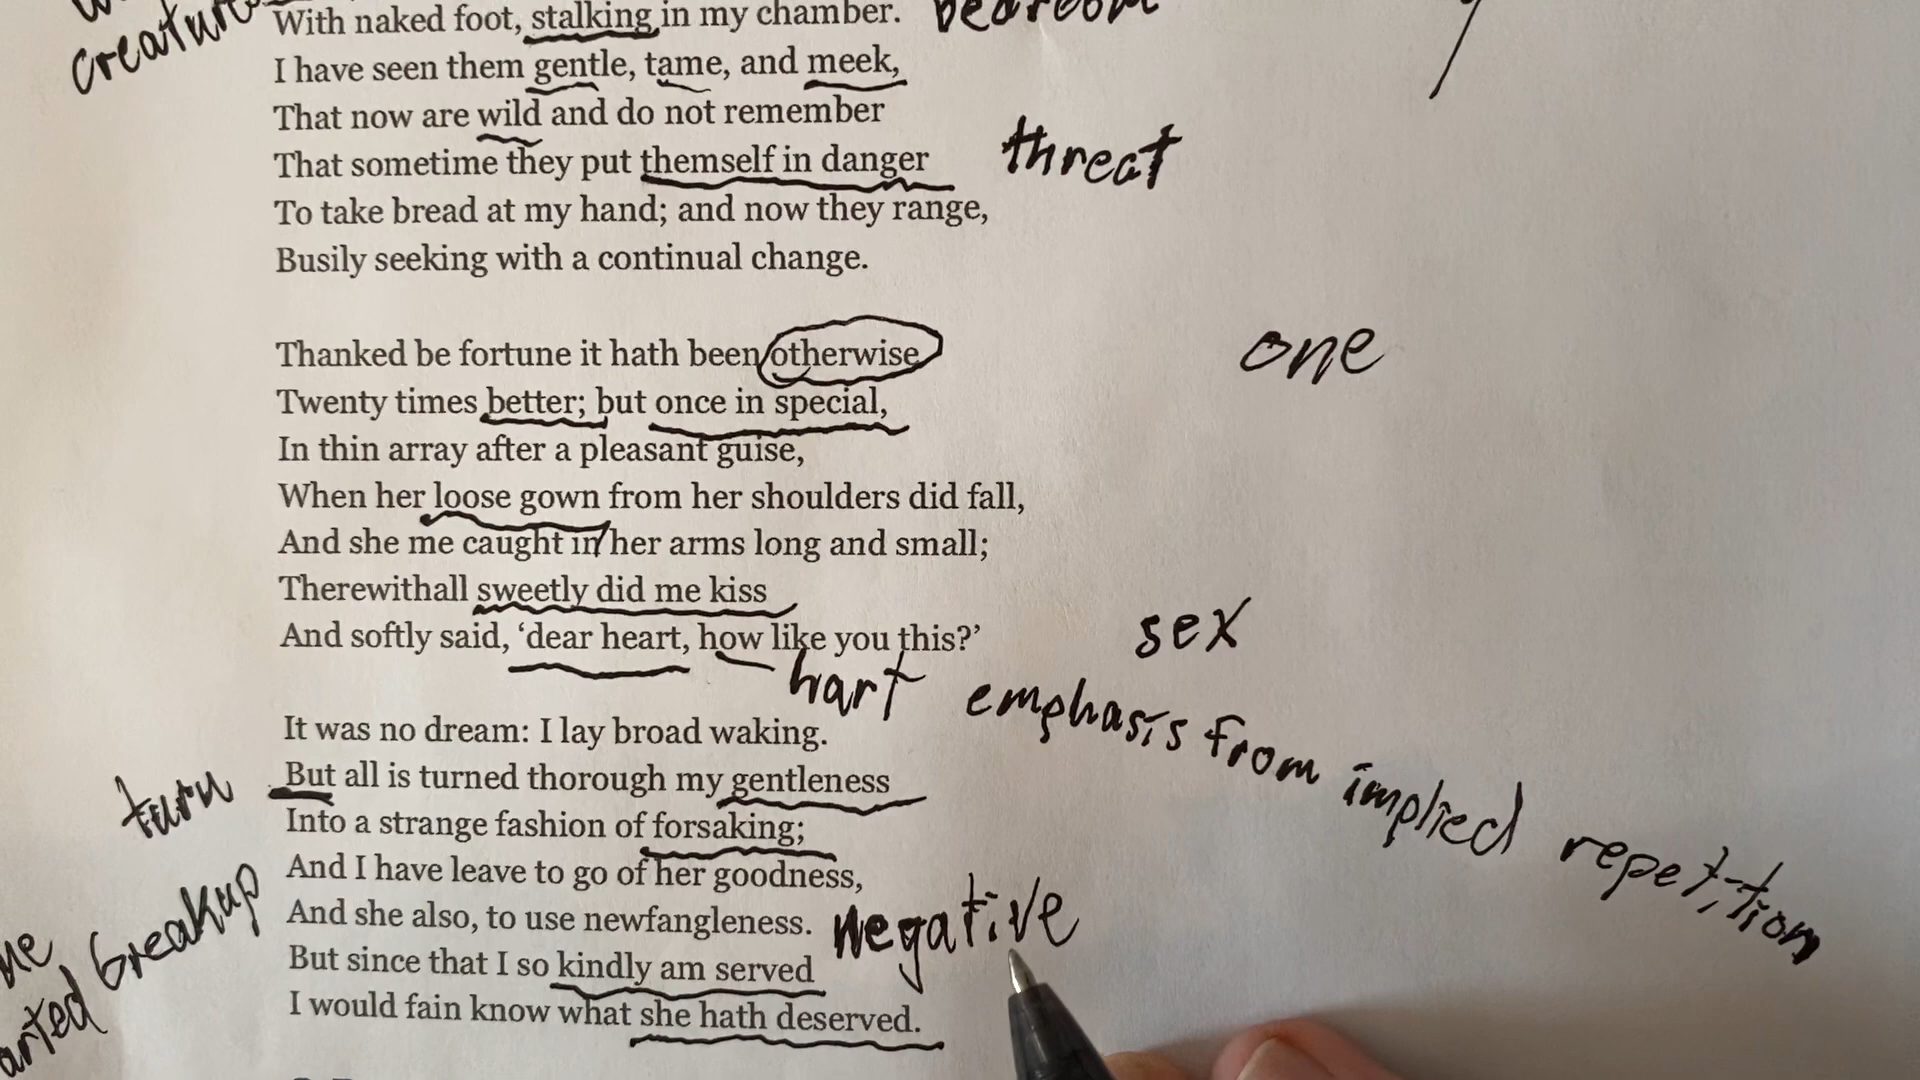 creature
With naked foot, stalking in my chamber. bedroom
I have seen them gentle, tame, and meek,
That now are wild and do not remember
That sometime they put themself in danger threat
To take bread at my hand; and now they range,
Busily seeking with a continual change.
Thanked be fortune it hath been otherwise one
Twenty times better; but once in special,
In thin array after a pleasant guise,
When her loose gown from her shoulders did fall,
And she me caught in her arms long and small;
Therewithall sweetly did me kiss
And softly said, ‘dear heart, how like you this?’ sex
hart emphasis from implied repetition
It was no dream: I lay broad waking.
turn But all is turned thorough my gentleness
Into a strange fashion of forsaking;
And I have leave to go of her goodness,
And she also, to use newfangleness. negative
breakup
But since that I so kindly am served
I would fain know what she hath deserved.